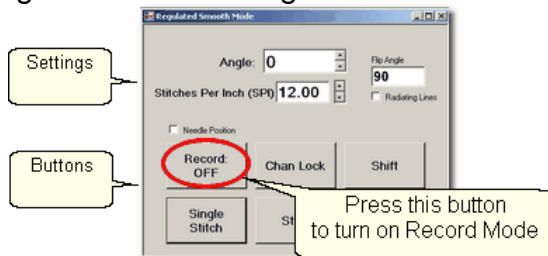 Regulated Smooth Mode
Settings
Angle: 0
Flip Angle
90
Stitches Per Inch (SPI) 12.00
Radiating Lines
Needle Position
Buttons
Record:
OFF
Chan Lock
Shift
Press this button
to turn on Record Mode
Single
Stitch
St